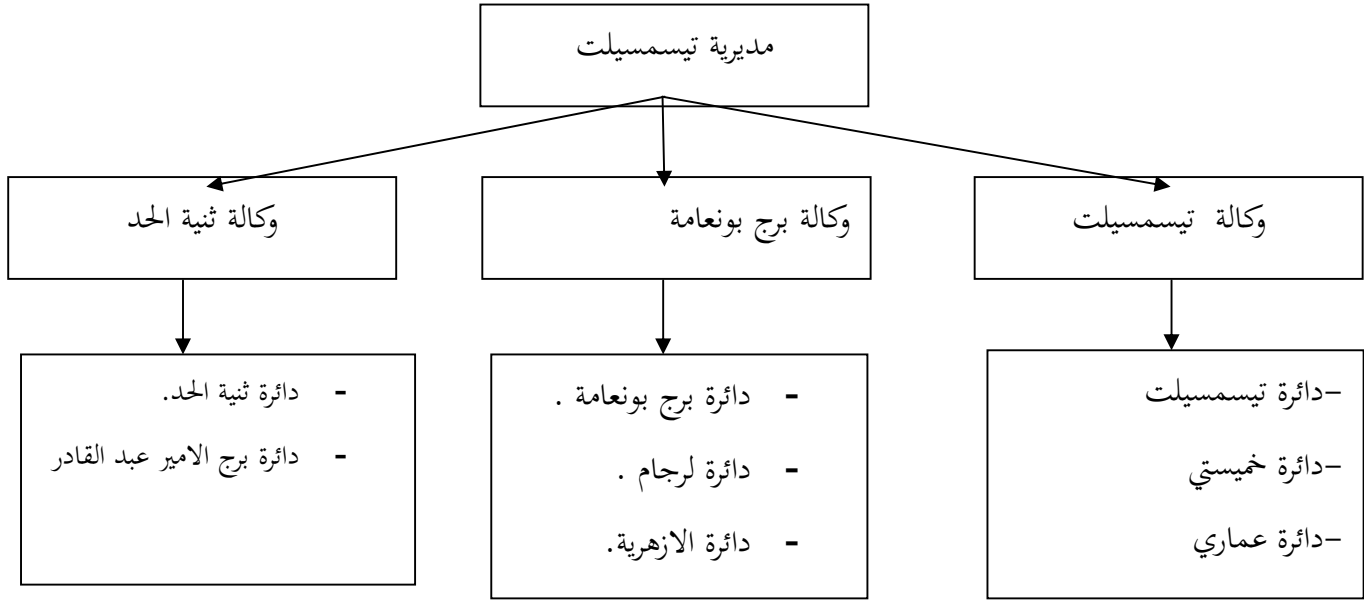 مديرية تيسمسيلت
وكالة تيسمسيلت
وكالة برج بونعامة
وكالة ثنية الحد
–دائرة تيسمسيلت
–دائرة خميستي
–دائرة عماري
- دائرة برج بونعامة .
- دائرة لرجام .
- دائرة الازهرية.
- دائرة ثنية الحد.
- دائرة برج الامير عبد القادر